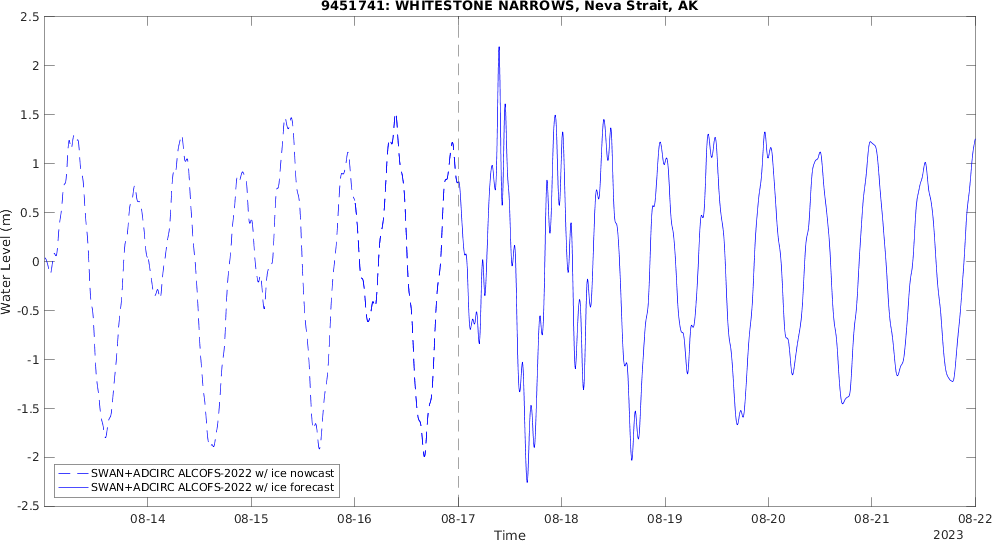 9451741: WHITESTONE NARROWS, Neva Strait, AK
2.5
2
1.5
1
0.5
0
-0.5
-1
-1.5
-2
-2.5
Water Level (m)
SWAN+ADCIRC ALCOFS-2022 w/ ice nowcast
SWAN+ADCIRC ALCOFS-2022 w/ ice forecast
08-14 08-15 08-16 08-17 08-18 08-19 08-20 08-21 08-22
Time
2023